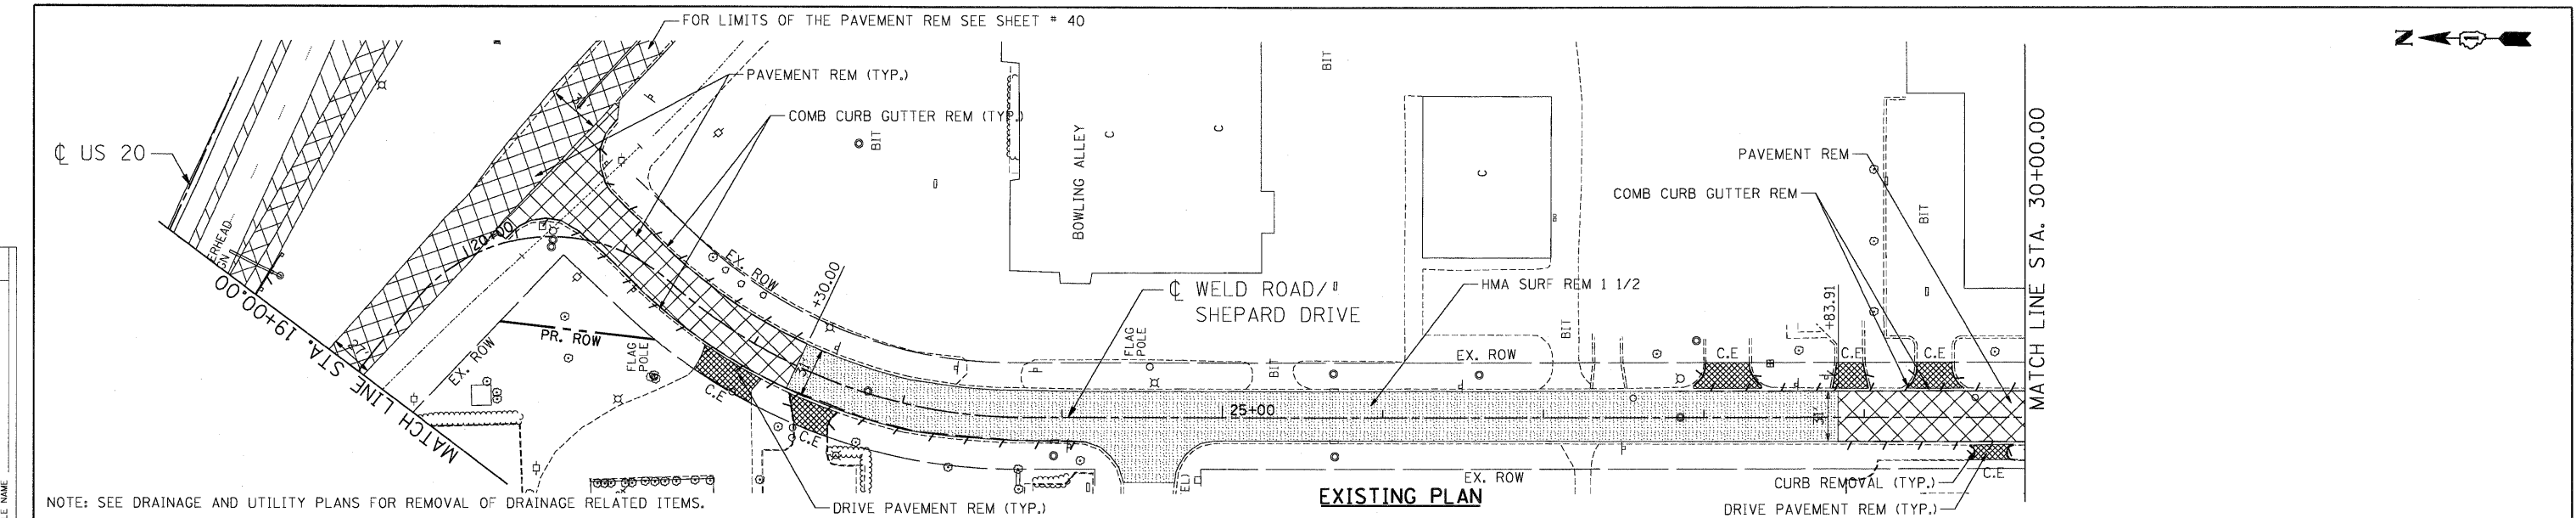 FOR LIMITS OF THE PAVEMENT REM SEE SHEET # 40
N
PAVEMENT REM (TYP.)
COMB CURB GUTTER REM (TYP.)
℄ US 20
BIT
BIT
BOWLING ALLEY
C
C
C
PAVEMENT REM
COMB CURB GUTTER REM
BIT
MATCH LINE STA. 30+00.00
20+00
EX. ROW
+30.00
℄ WELD ROAD/
SHEPARD DRIVE
HMA SURF REM 1 1/2
+83.91
MATCH LINE STA. 19+00.00
27'
EX. ROW
PR. ROW
FLAG
POLE
FLAG
POLE
BIT
EX. ROW
BIT
C.E
C.E
C.E
C.E
C.E
25+00
31'
C.E
EX. ROW
CURB REMOVAL (TYP.)
DRIVE PAVEMENT REM (TYP.)
NOTE: SEE DRAINAGE AND UTILITY PLANS FOR REMOVAL OF DRAINAGE RELATED ITEMS.
DRIVE PAVEMENT REM (TYP.)
EXISTING PLAN